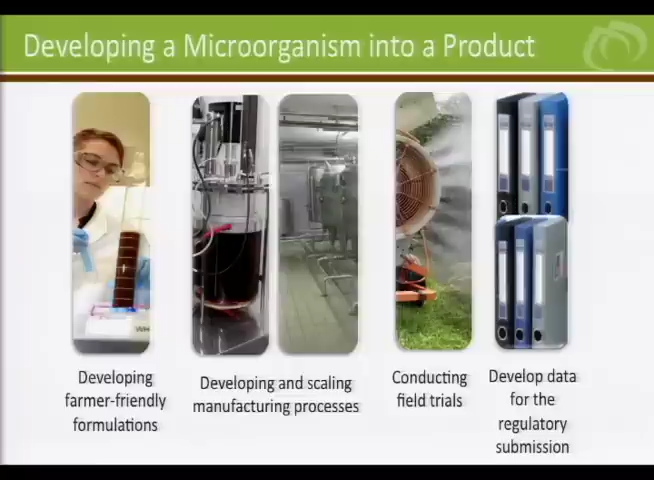 Developing a Microorganism into a Product
Developing
farmer-friendly
formulations
Developing and scaling
manufacturing processes
Conducting
field trials
Develop data
for the
regulatory
submission